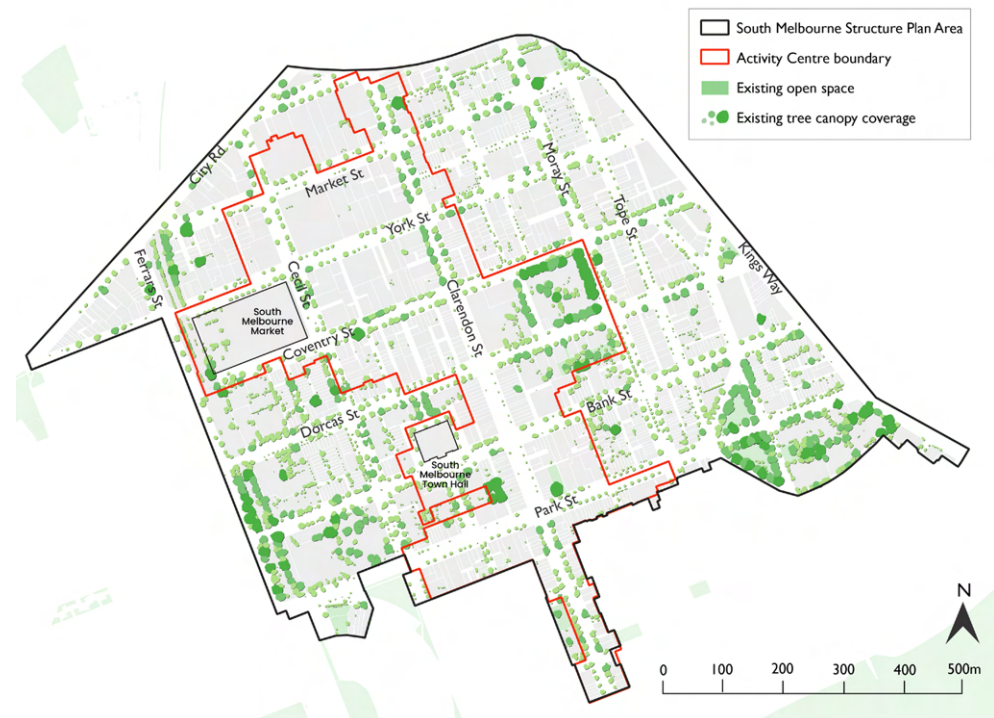 South Melbourne Structure Plan Area
Activity Centre boundary
Existing open space
Existing tree canopy coverage
City Rd
Market St
Moray St
York St
Tope St
Kings Way
Ferrars St
Cecil St
Clarendon St
South
Melbourne
Market
Coventry St
Bank St
Dorcas St
South
Melbourne
Town Hall
Park St
N
0 100 200 300 400 500m